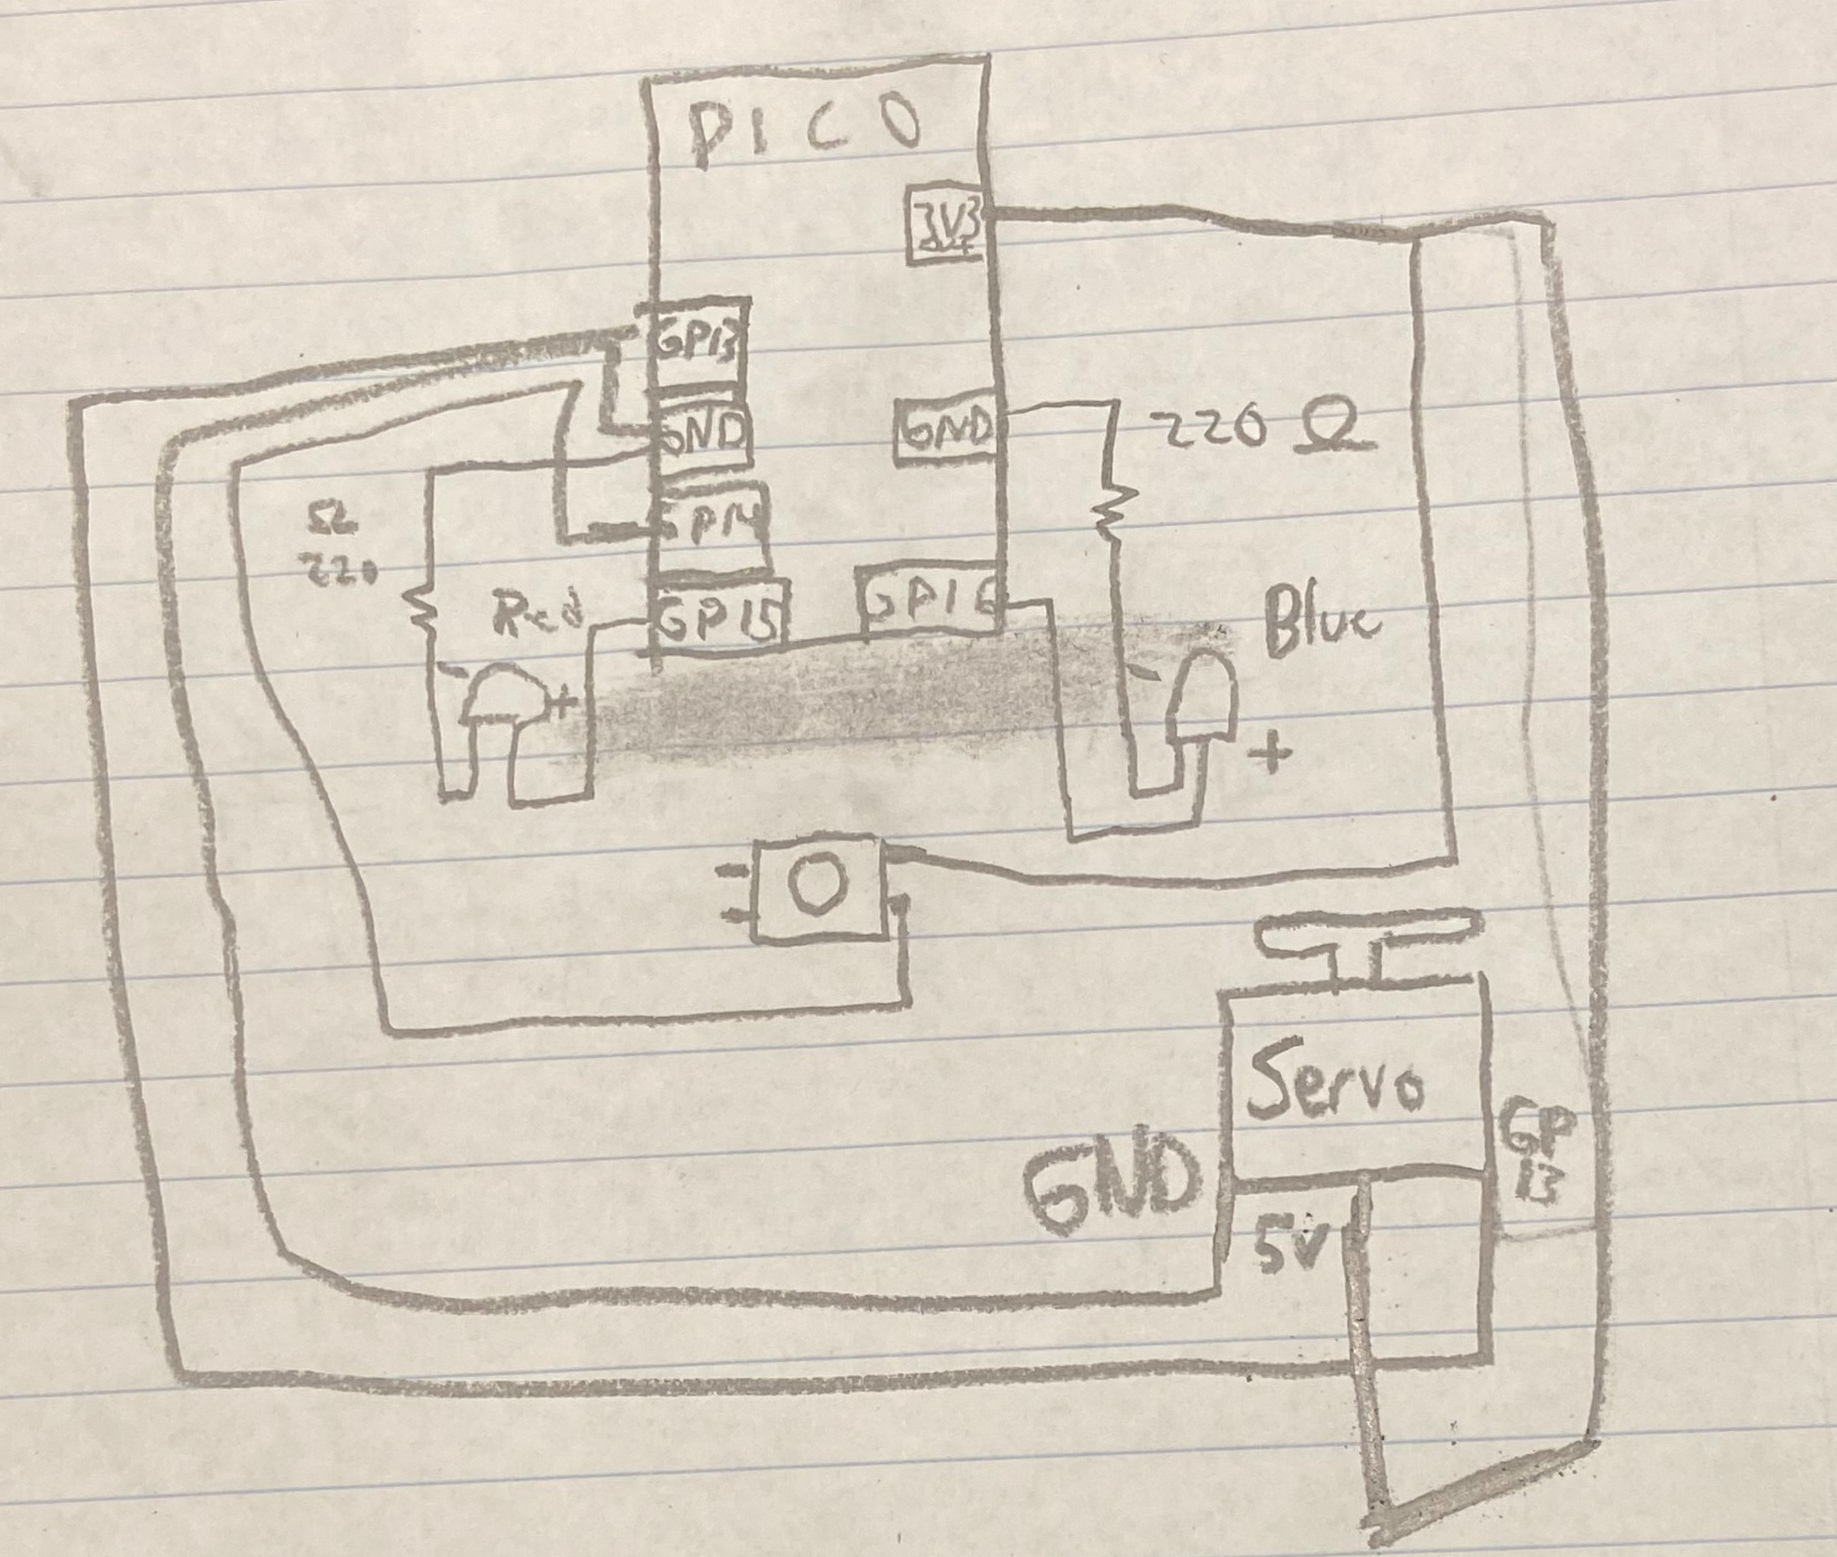 PICO
3V3
GP13
GND
GND
220 Ω
Ω
220
GP14
Red
GP15
GP16
Blue
-
+
-
+
Servo
GND
GP
13
5V